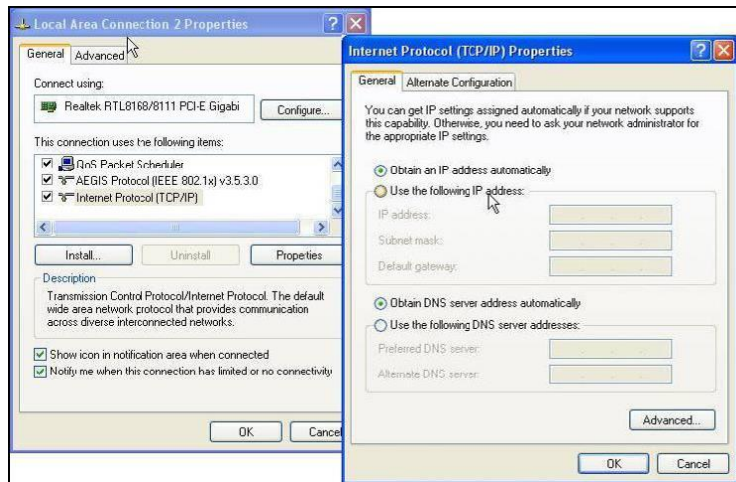 Local Area Connection 2 Properties
General
Advanced
Connect using:
Realtek RTL8168/8111 PCI-E Gigabi
Configure...
This connection uses the following items:
QoS Packet Scheduler
AEGIS Protocol (IEEE 802.1x) v3.5.3.0
Internet Protocol (TCP/IP)
Install...
Uninstall
Properties
Description
Transmission Control Protocol/Internet Protocol. The default
wide area network protocol that provides communication
across diverse interconnected networks.
Show icon in notification area when connected
Notify me when this connection has limited or no connectivity
OK
Cancel
Internet Protocol (TCP/IP) Properties
General
Alternate Configuration
You can get IP settings assigned automatically if your network supports
this capability. Otherwise, you need to ask your network administrator for
the appropriate IP settings.
Obtain an IP address automatically
Use the following IP address:
IP address:
Subnet mask:
Default gateway:
Obtain DNS server address automatically
Use the following DNS server addresses:
Preferred DNS server:
Alternate DNS server:
Advanced...
OK
Cancel